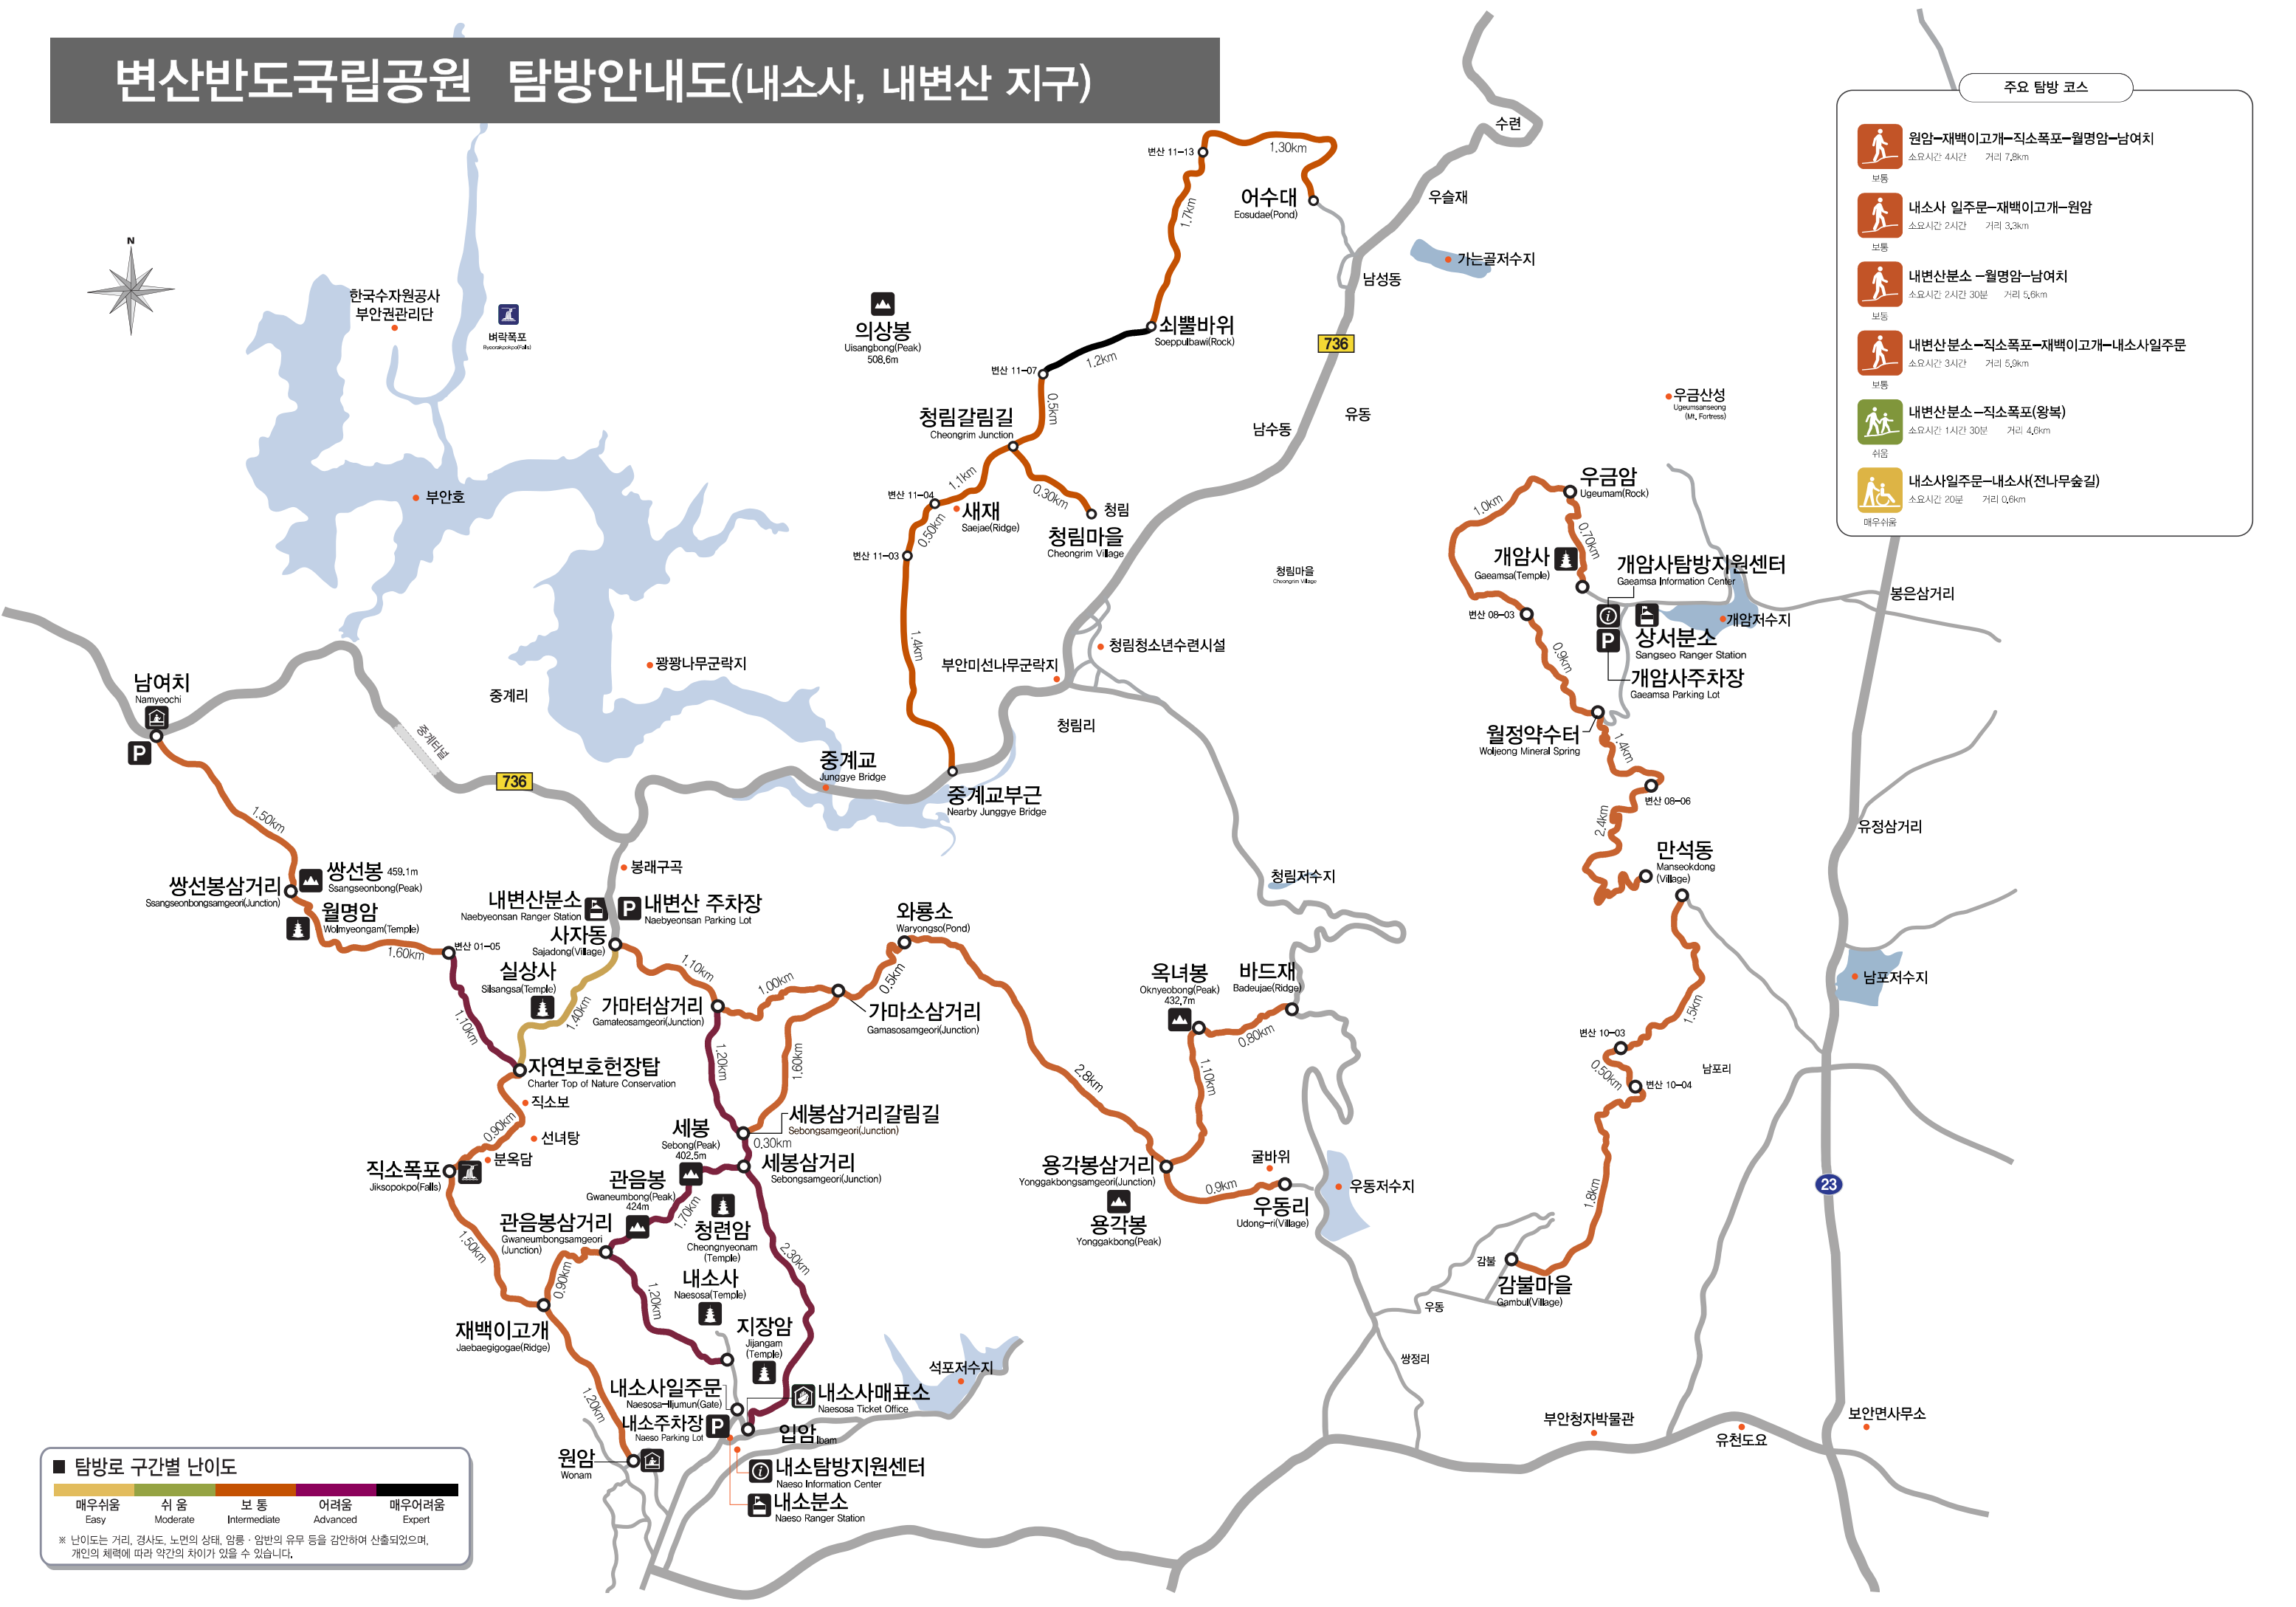 변산반도국립공원 탐방안내도(내소사, 내변산 지구)
주요 탐방 코스
원암–재백이고개–직소폭포–월명암–남여치
소요시간 4시간 거리 7.8km
보통
내소사 일주문–재백이고개–원암
소요시간 2시간 거리 3.3km
보통
내변산분소 –월명암–남여치
소요시간 2시간 30분 거리 5.6km
보통
내변산분소–직소폭포–재백이고개–내소사일주문
소요시간 3시간 거리 5.9km
보통
내변산분소–직소폭포(왕복)
소요시간 1시간 30분 거리 4.6km
쉬움
내소사일주문–내소사(전나무숲길)
소요시간 20분 거리 0.6km
매우쉬움
N
한국수자원공사
부안권관리단
벼락폭포
Byeorakpokpo(Falls)
부안호
의상봉
Uisangbong(Peak)
508.6m
변산 11–13
1.30km
어수대
Eosudae(Pond)
1.7km
수련
우슬재
가는골저수지
남성동
쇠뿔바위
Soeppulbawi(Rock)
736
변산 11–07
1.2km
0.5km
청림갈림길
Cheongrim Junction
남수동
유동
우금산성
Ugeumsanseong
(Mt. Fortress)
1.1km
변산 11–04
0.30km
새재
Saejae(Ridge)
청림
청림마을
Cheongrim Village
0.50km
변산 11–03
청림마을
Cheongrim Village
1.4km
우금암
Ugeumam(Rock)
1.0km
0.70km
개암사
Gaeamsa(Temple)
개암사탐방지원센터
Gaeamsa Information Center
봉은삼거리
변산 08–03
P
개암저수지
상서분소
Sangseo Ranger Station
0.9km
개암사주차장
Gaeamsa Parking Lot
월정약수터
Woljeong Mineral Spring
1.4km
변산 08–06
2.4km
만석동
Manseokdong
(Village)
유정삼거리
꽝꽝나무군락지
부안미선나무군락지
청림청소년수련시설
중계리
청림리
남여치
Namyeochi
P
중계터널
736
중계교
Junggye Bridge
중계교부근
Nearby Junggye Bridge
1.50km
봉래구곡
쌍선봉 459.1m
Ssangseonbong(Peak)
쌍선봉삼거리
Ssangseonbongsamgeori(Junction)
월명암
Wolmyeongam(Temple)
1.60km
변산 01–05
내변산분소
Naebyeonsan Ranger Station
P
내변산 주차장
Naebyeonsan Parking Lot
사자동
Sajadong(Village)
실상사
Silsangsa(Temple)
1.10km
1.40km
1.10km
1.00km
와룡소
Waryongso(Pond)
0.5km
가마터삼거리
Gamateosamgeori(Junction)
가마소삼거리
Gamasosamgeori(Junction)
청림저수지
옥녀봉
Oknyeobong(Peak)
432.7m
바드재
Badeujae(Ridge)
0.80km
1.10km
남포저수지
1.5km
변산 10–03
0.50km
변산 10–04
남포리
자연보호헌장탑
Charter Top of Nature Conservation
직소보
선녀탕
분옥담
0.90km
1.20km
1.60km
2.8km
세봉삼거리갈림길
Sebongsamgeori(Junction)
0.30km
세봉
Sebong(Peak)
402.5m
세봉삼거리
Sebongsamgeori(Junction)
직소폭포
Jiksopokpo(Falls)
관음봉
Gwaneumbong(Peak)
424m
1.70km
관음봉삼거리
Gwaneumbongsamgeori
(Junction)
청련암
Cheongnyeonam
(Temple)
1.50km
0.90km
1.20km
2.30km
내소사
Naesosa(Temple)
지장암
Jijangam
(Temple)
재백이고개
Jaebaegigogae(Ridge)
1.20km
용각봉삼거리
Yonggakbongsamgeori(Junction)
용각봉
Yonggakbong(Peak)
0.9km
굴바위
우동리
Udong–ri(Village)
우동저수지
1.8km
23
감불
감불마을
Gambul(Village)
우동
쌍정리
석포저수지
내소사일주문
Naesosa–Iljumun(Gate)
내소사매표소
Naesosa Ticket Office
내소주차장
Naeso Parking Lot
P
입암
Ibam
원암
Wonam
내소탐방지원센터
Naeso Information Center
내소분소
Naeso Ranger Station
부안청자박물관
유천도요
보안면사무소
■ 탐방로 구간별 난이도
매우쉬움 쉬 움 보 통 어려움 매우어려움
Easy Moderate Intermediate Advanced Expert
※ 난이도는 거리, 경사도, 노면의 상태, 암릉 · 암반의 유무 등을 감안하여 산출되었으며,
개인의 체력에 따라 약간의 차이가 있을 수 있습니다.